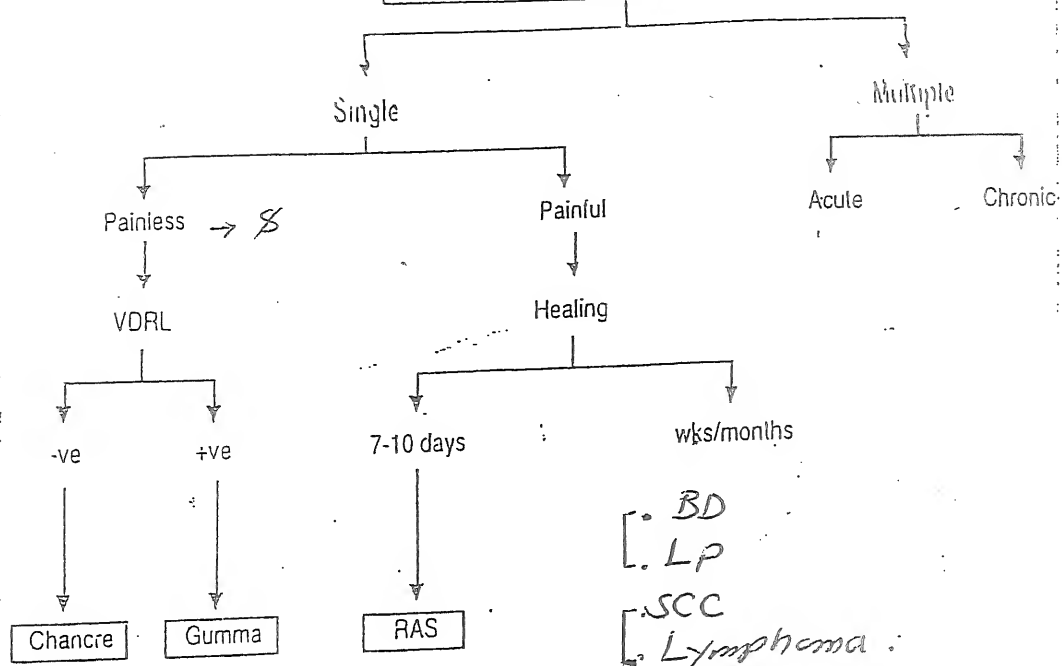 Single
Multiple
Painless → $
Painful
Acute
Chronic
VDRL
Healing
-ve
+ve
7-10 days
wks/months
. BD
. LP
. SCC
. Lymphoma .
Chancre
Gumma
RAS